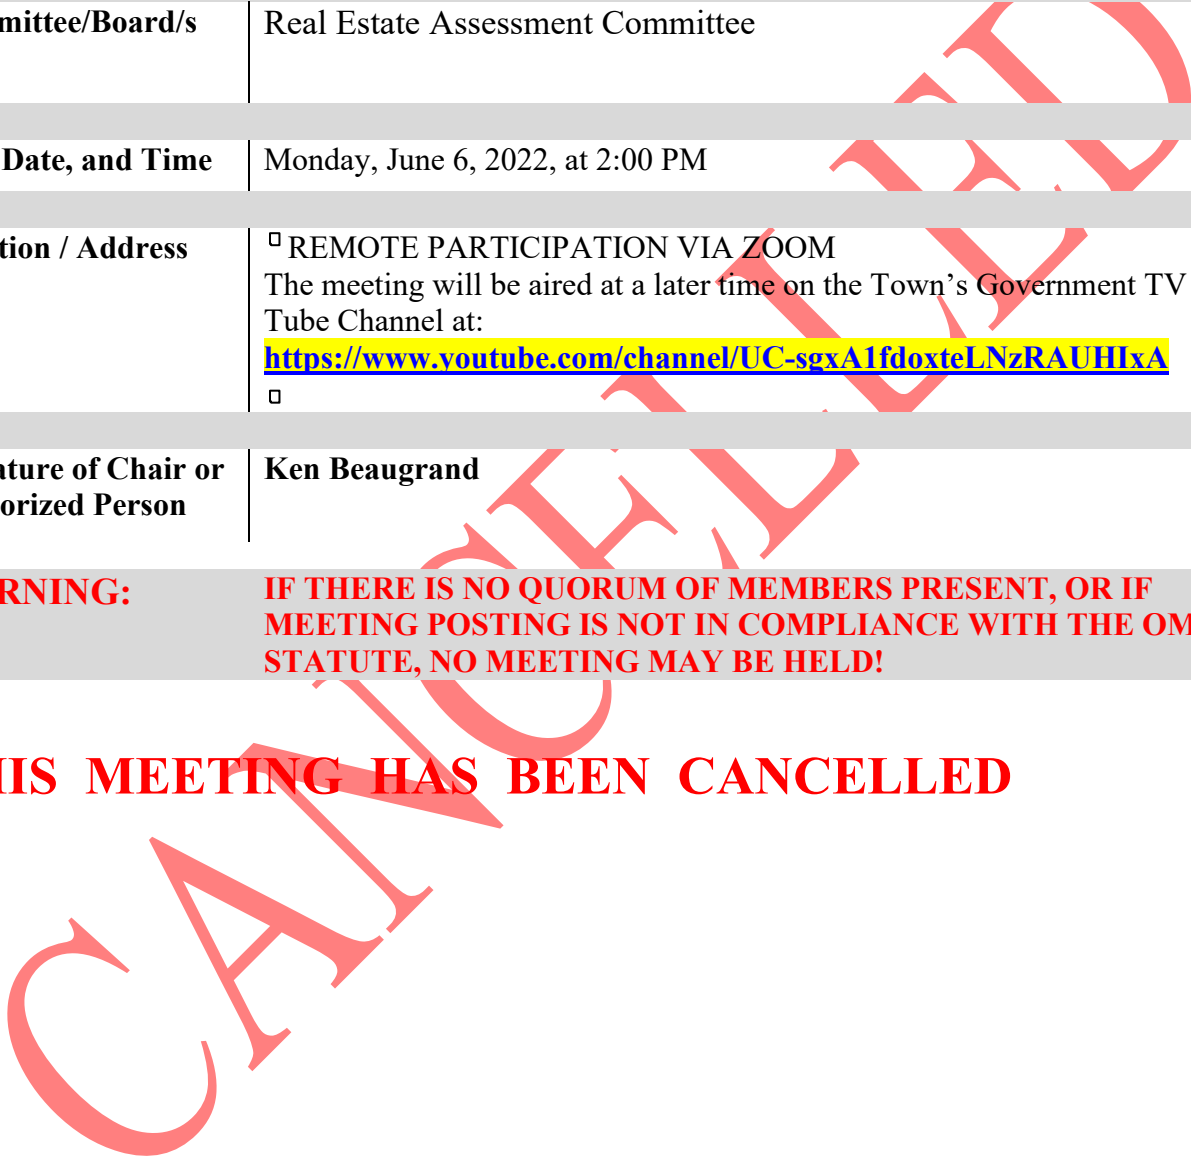 mittee/Board/s Real Estate Assessment Committee
Date, and Time Monday, June 6, 2022, at 2:00 PM
tion / Address REMOTE PARTICIPATION VIA ZOOM
The meeting will be aired at a later time on the Town’s Government TV
Tube Channel at:
https://www.youtube.com/channel/UC-sgxA1fdoxteLNzRAUHIxA
ature of Chair or Ken Beaugrand
orized Person
RNING: IF THERE IS NO QUORUM OF MEMBERS PRESENT, OR IF
MEETING POSTING IS NOT IN COMPLIANCE WITH THE OM
STATUTE, NO MEETING MAY BE HELD!
HIS MEETING HAS BEEN CANCELLED
CANCELLED